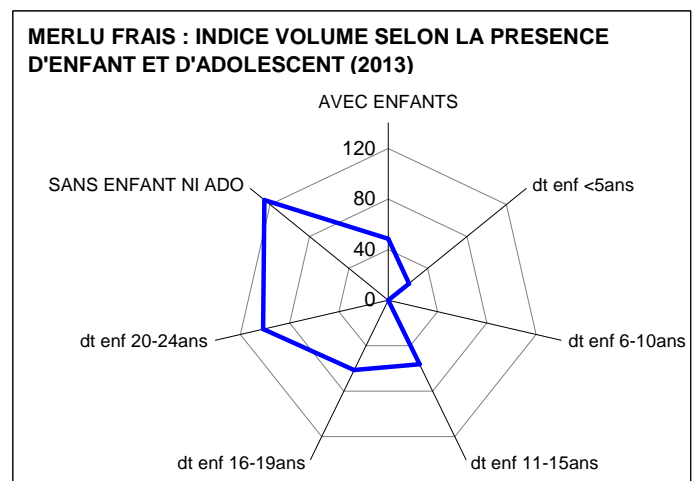 MERLU FRAIS : INDICE VOLUME SELON LA PRESENCE
D'ENFANT ET D'ADOLESCENT (2013)
AVEC ENFANTS
120
SANS ENFANT NI ADO
dt enf <5ans
80
40
0
dt enf 20-24ans
dt enf 6-10ans
dt enf 16-19ans
dt enf 11-15ans